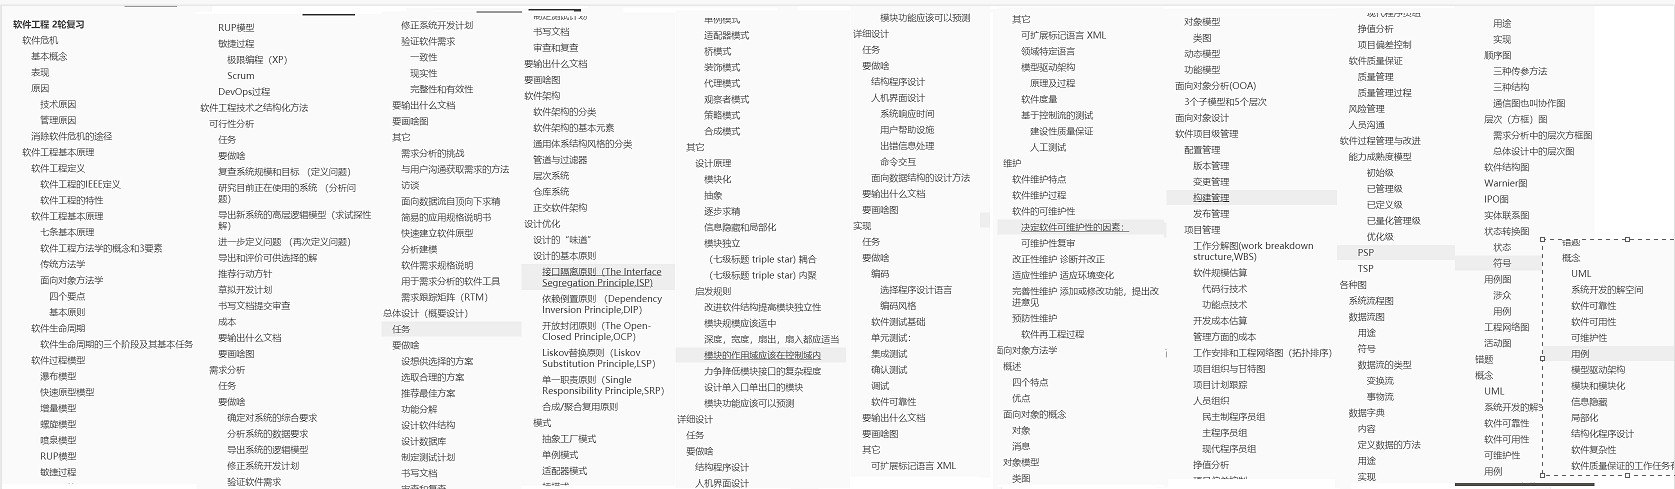 软件工程 2轮复习
软件危机
基本概念
表现
原因
技术原因
管理原因
消除软件危机的途径
软件工程基本原理
软件工程定义
软件工程的IEEE定义
软件工程的特性
软件工程基本原理
七条基本原理
软件工程方法学的概念和3要素
传统方法学
面向对象方法学
四个要点
基本原则
软件生命周期
软件生命周期的三个阶段及其基本任务
软件过程模型
瀑布模型
快速原型模型
增量模型
螺旋模型
喷泉模型
RUP模型
敏捷过程
RUP模型
敏捷过程
极限编程（XP）
Scrum
DevOps过程
软件工程技术之结构化方法
可行性分析
任务
要做啥
复查系统规模和目标 （定义问题）
研究目前正在使用的系统 （分析问
题）
导出新系统的高层逻辑模型（求试探性
解）
进一步定义问题 （再次定义问题）
导出和评价可供选择的解
推荐行动方针
草拟开发计划
书写文档提交审查
成本
要输出什么文档
要画啥图
需求分析
任务
要做啥
确定对系统的综合要求
分析系统的数据要求
导出系统的逻辑模型
修正系统开发计划
验证软件需求
修正系统开发计划
验证软件需求
一致性
现实性
完整性和有效性
要输出什么文档
要画啥图
其它
需求分析的挑战
与用户沟通获取需求的方法
访谈
面向数据流自顶向下求精
简易的应用规格说明书
快速建立软件原型
分析建模
软件需求规格说明
用于需求分析的软件工具
需求跟踪矩阵（RTM）
总体设计（概要设计）
任务
要做啥
设想供选择的方案
选取合理的方案
推荐最佳方案
功能分解
设计软件结构
设计数据库
制定测试计划
书写文档
审查和复查
制定测试计划
书写文档
审查和复查
要输出什么文档
要画啥图
软件架构
软件架构的分类
软件架构的基本元素
通用体系结构风格的分类
管道与过滤器
层次系统
仓库系统
正交软件架构
设计优化
设计的“味道”
设计的基本原则
接口隔离原则（The Interface
Segregation Principle,ISP)
依赖倒置原则 （Dependency
Inversion Principle,DIP）
开放封闭原则（The Open-
Closed Principle,OCP）
Liskov替换原则（Liskov
Substitution Principle,LSP）
单一职责原则（Single
Responsibility Principle,SRP）
合成/聚合复用原则
模式
抽象工厂模式
单例模式
适配器模式
桥模式
单例模式
适配器模式
桥模式
装饰模式
代理模式
观察者模式
策略模式
合成模式
其它
设计原理
模块化
抽象
逐步求精
信息隐藏和局部化
模块独立
（七级标题 triple star) 耦合
（七级标题 triple star) 内聚
启发规则
改进软件结构提高模块独立性
模块规模应该适中
深度，宽度，扇出，扇入都应适当
模块的作用域应该在控制域内
力争降低模块接口的复杂程度
设计单入口单出口的模块
模块功能应该可以预测
详细设计
任务
要做啥
结构程序设计
人机界面设计
模块功能应该可以预测
详细设计
任务
要做啥
结构程序设计
人机界面设计
系统响应时间
用户帮助设施
出错信息处理
命令交互
面向数据结构的设计方法
要输出什么文档
要画啥图
实现
任务
要做啥
编码
选择程序设计语言
编码风格
软件测试基础
单元测试：
集成测试
确认测试
调试
软件可靠性
要输出什么文档
要画啥图
其它
可扩展标记语言 XML
其它
可扩展标记语言 XML
领域特定语言
模型驱动架构
原理及过程
软件度量
基于控制流的测试
建设性质量保证
人工测试
维护
软件维护特点
软件维护过程
软件的可维护性
决定软件可维护性的因素：
可维护性复审
改正性维护 诊断并改正
适应性维护 适应环境变化
完善性维护 添加或修改功能，提出改
进意见
预防性维护
软件再工程过程
面向对象方法学
概述
四个特点
优点
面向对象的概念
对象
消息
对象模型
类图
对象模型
类图
动态模型
功能模型
面向对象分析(OOA)
3个子模型和5个层次
面向对象设计
软件项目级管理
配置管理
版本管理
变更管理
构建管理
发布管理
项目管理
工作分解图(work breakdown
structure,WBS)
软件规模估算
代码行技术
功能点技术
开发成本估算
管理方面的成本
工作安排和工程网络图（拓扑排序）
项目组织与甘特图
项目计划跟踪
人员组织
民主制程序员组
主程序员组
现代程序员组
挣值分析
项目偏差控制
现代程序员组
挣值分析
项目偏差控制
软件质量保证
质量管理
质量管理过程
风险管理
人员沟通
软件过程管理与改进
能力成熟度模型
初始级
已管理级
已定义级
已量化管理级
优化级
PSP
TSP
各种图
系统流程图
数据流图
用途
符号
数据流的类型
变换流
事物流
数据字典
内容
定义数据的方法
用途
实现
用途
实现
顺序图
三种传参方法
三种结构
通信图也叫协作图
层次（方框）图
需求分析中的层次方框图
总体设计中的层次图
软件结构图
Warnier图
IPO图
实体联系图
状态转换图
状态
符号
用例图
涉众
用例
工程网络图
活动图
错题
概念
UML
系统开发的解
软件可靠性
软件可用性
可维护性
用例
错题
概念
UML
系统开发的解空间
软件可靠性
软件可用性
可维护性
用例
模型驱动架构
模块和模块化
信息隐藏
局部化
结构化程序设计
软件复杂性
软件质量保证的工作任务